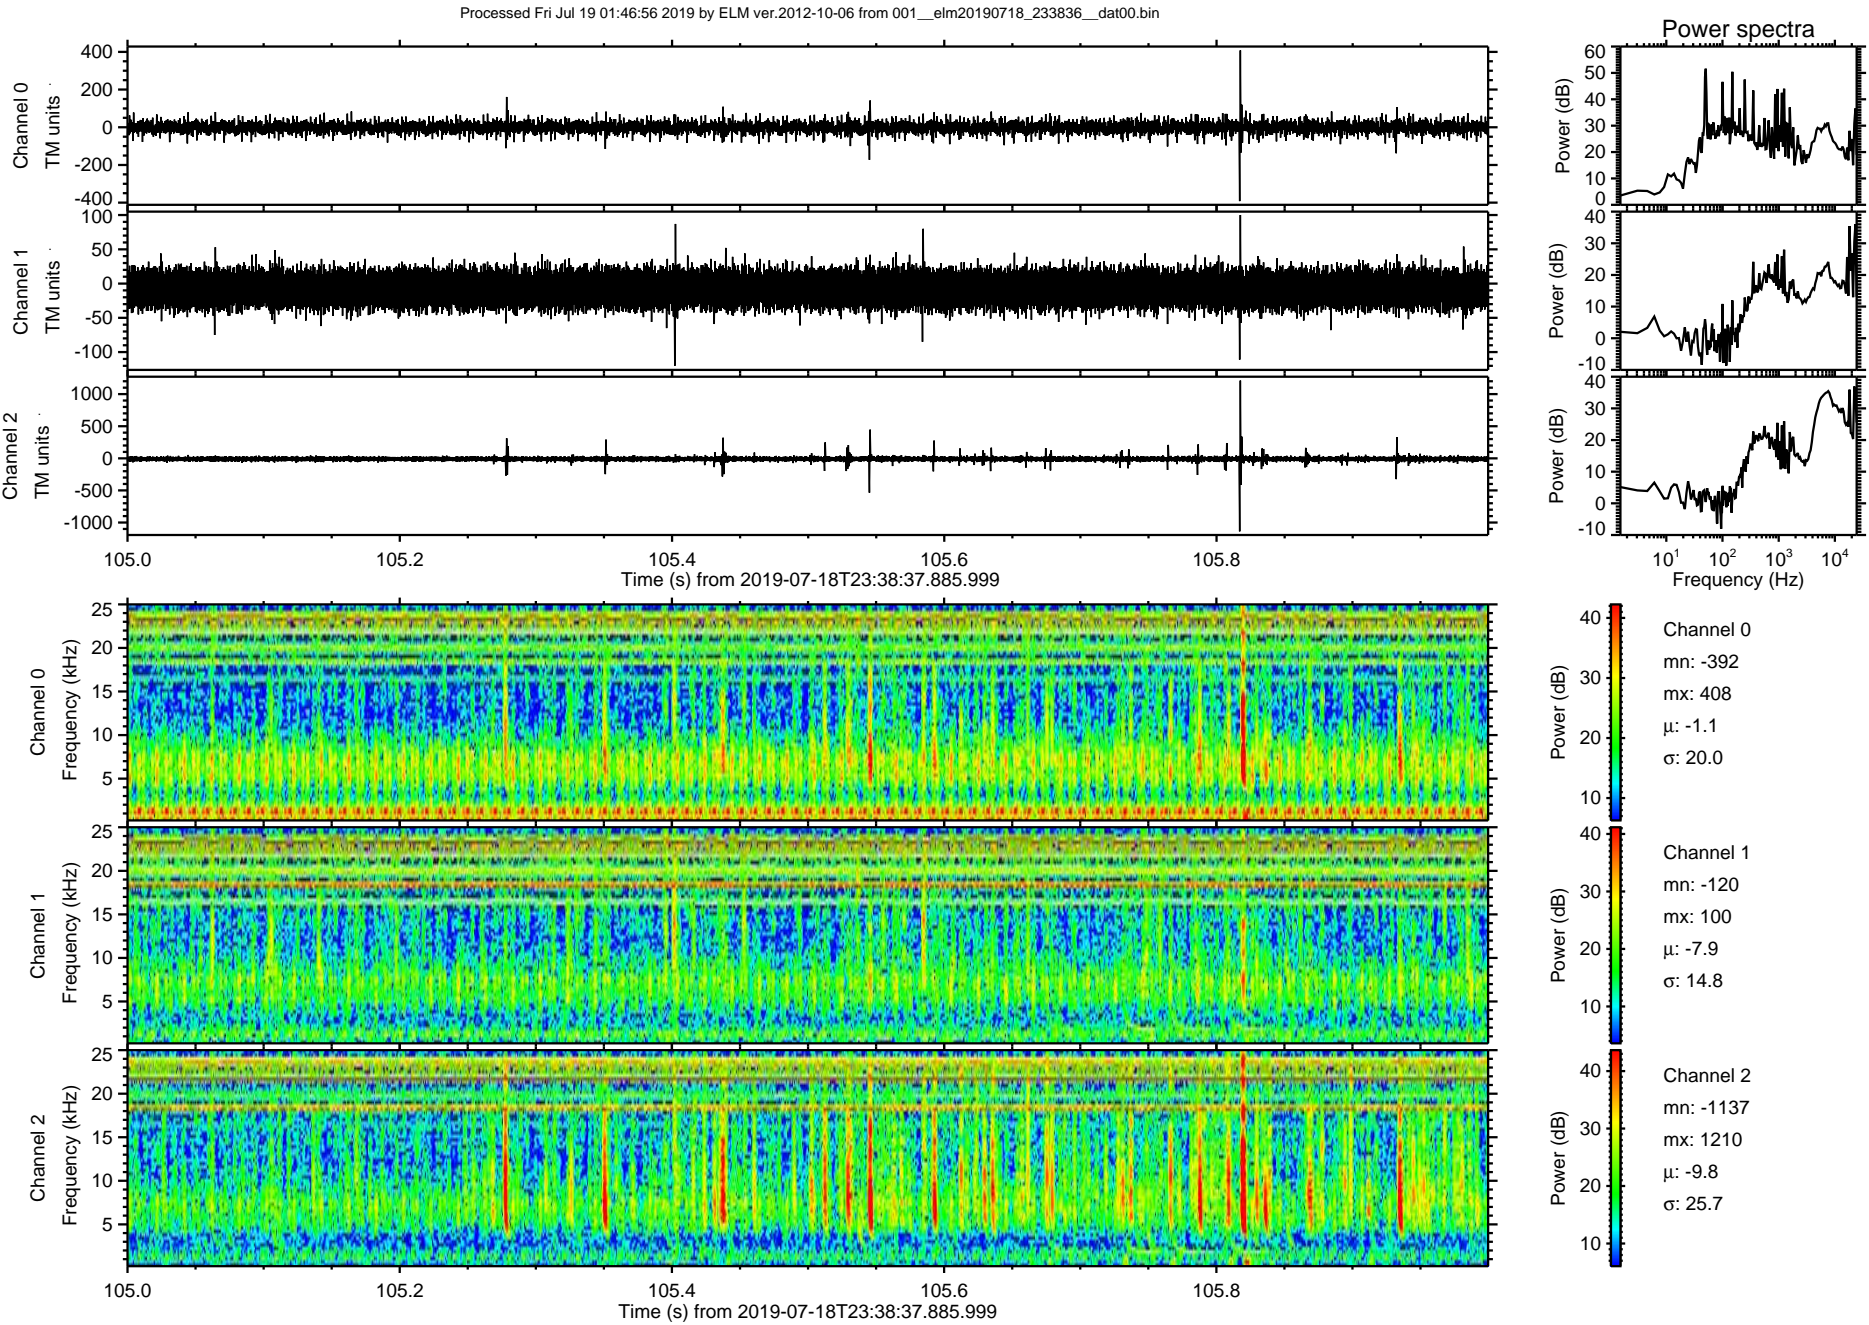 Processed Fri Jul 19 01:46:56 2019 by ELM ver.2012-10-06 from 001__elm20190718_233836__dat00.bin
Power spectra
Channel 0
TM units
400
200
0
-200
-400
Power (dB)
60
50
40
30
20
10
0
Channel 1
TM units
100
50
0
-50
-100
Power (dB)
40
30
20
10
0
-10
Channel 2
TM units
1000
500
0
-500
-1000
Power (dB)
40
30
20
10
0
-10
105.0 105.2 105.4 105.6 105.8
Time (s) from 2019-07-18T23:38:37.885.999
10^1 10^2 10^3 10^4
Frequency (Hz)
Channel 0
Frequency (kHz)
25
20
15
10
5
Power (dB)
40
30
20
10
Channel 0
mn: -392
mx: 408
μ: -1.1
σ: 20.0
Channel 1
Frequency (kHz)
25
20
15
10
5
Power (dB)
40
30
20
10
Channel 1
mn: -120
mx: 100
μ: -7.9
σ: 14.8
Channel 2
Frequency (kHz)
25
20
15
10
5
Power (dB)
40
30
20
10
Channel 2
mn: -1137
mx: 1210
μ: -9.8
σ: 25.7
105.0 105.2 105.4 105.6 105.8
Time (s) from 2019-07-18T23:38:37.885.999